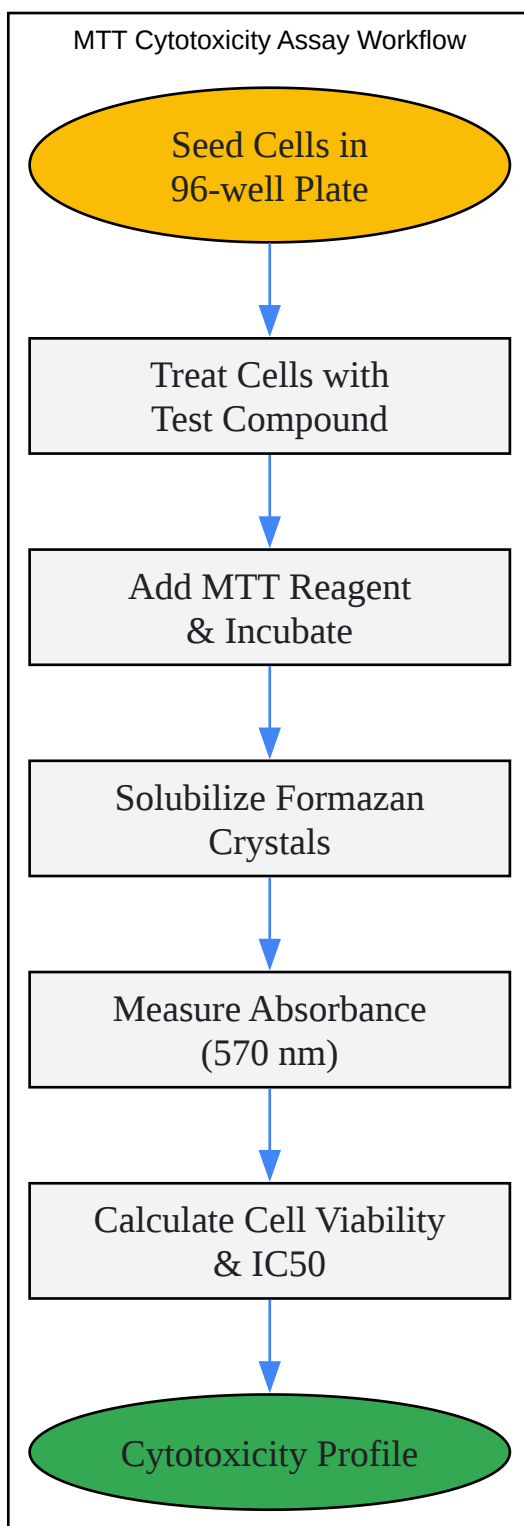 MTT Cytotoxicity Assay Workflow
Seed Cells in
96-well Plate
Treat Cells with
Test Compound
Add MTT Reagent
& Incubate
Solubilize Formazan
Crystals
Measure Absorbance
(570 nm)
Calculate Cell Viability
& IC50
Cytotoxicity Profile